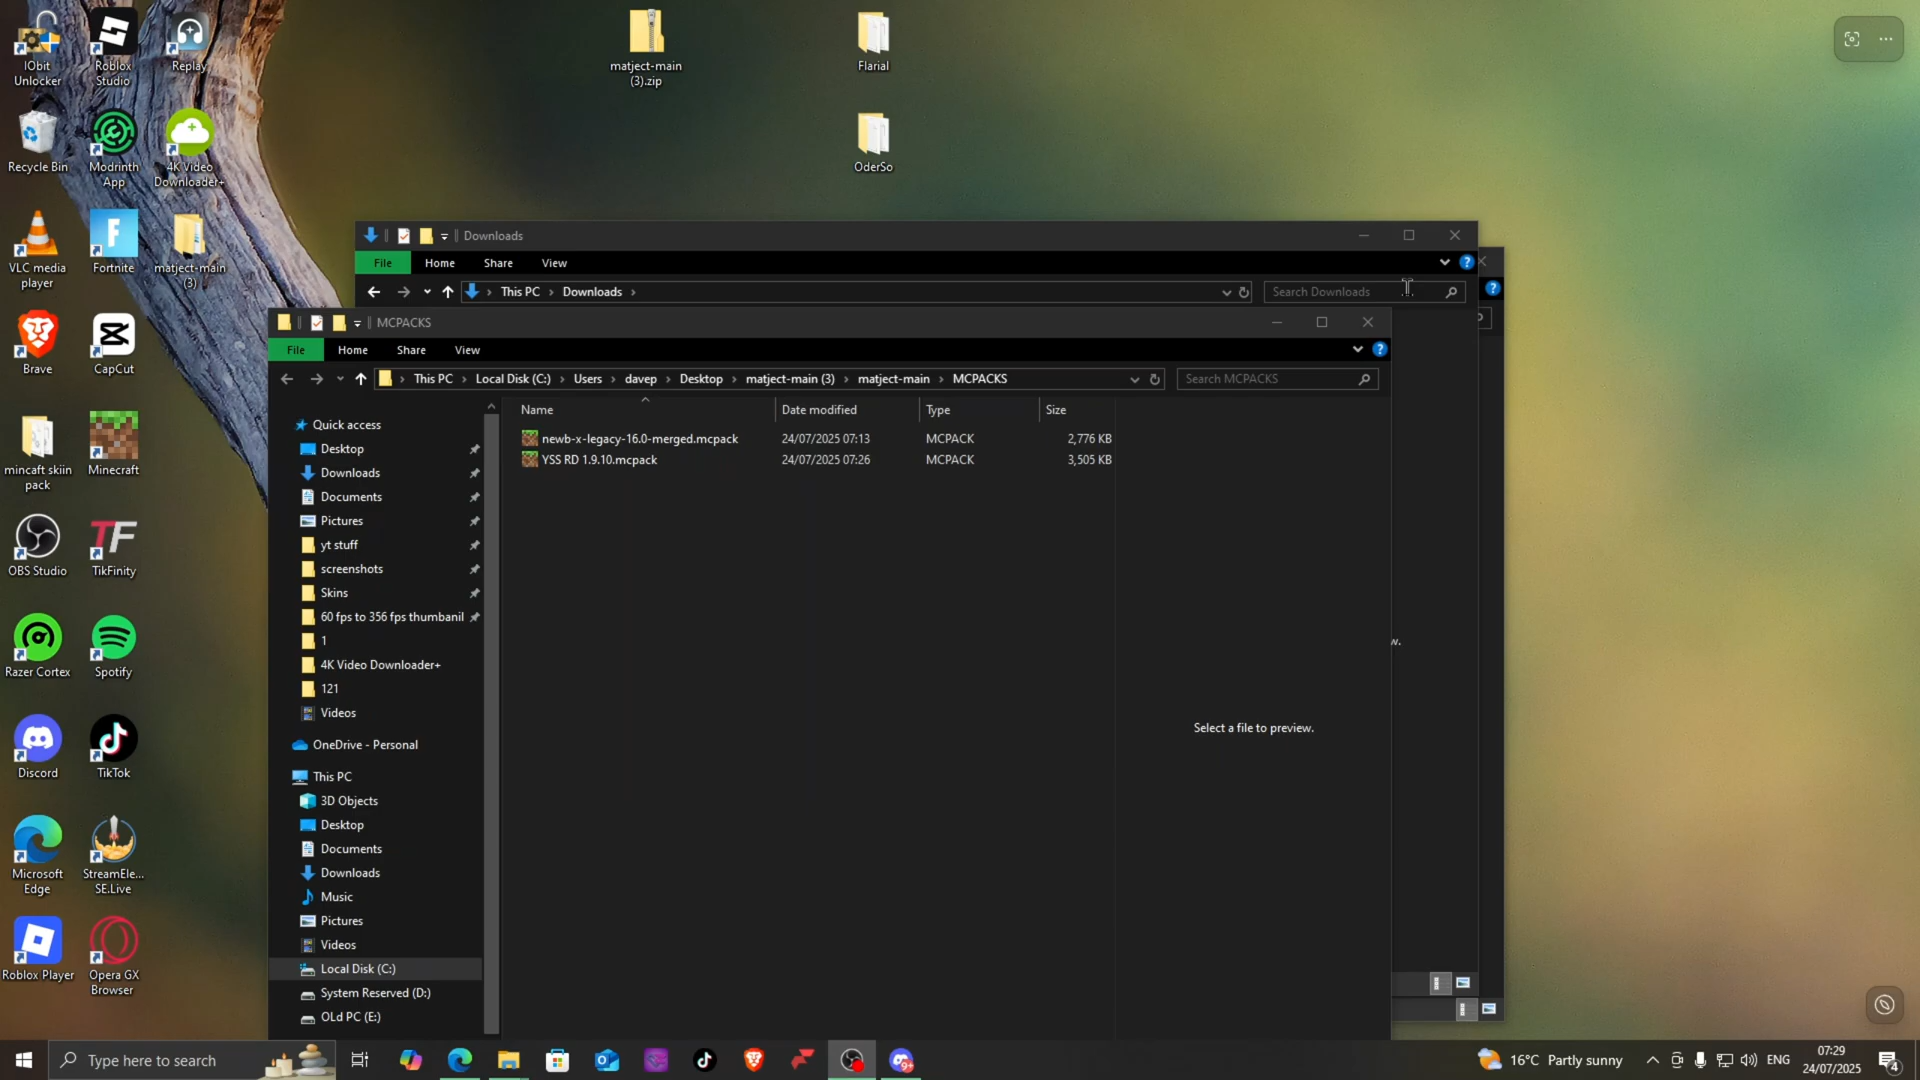 IObit
Unlocker
Roblox
Studio
Replay
Recycle Bin
Modrinth
App
4K Video
Downloader+
VLC media
player
Fortnite
matject-main
(3)
Brave
CapCut
mincaft skiin
pack
Minecraft
OBS Studio
TikFinity
Razer Cortex
Spotify
Discord
TikTok
Microsoft
Edge
StreamEle...
SE.Live
Roblox Player
Opera GX
Browser
matject-main
(3).zip
Flarial
OderSo
Downloads
File
Home
Share
View
This PC
Downloads
Search Downloads
MCPACKS
File
Home
Share
View
This PC
Local Disk (C:)
Users
davep
Desktop
matject-main (3)
matject-main
MCPACKS
Search MCPACKS
Name
Date modified
Type
Size
newb-x-legacy-16.0-merged.mcpack 24/07/2025 07:13 MCPACK 2,776 KB
YSS RD 1.9.10.mcpack 24/07/2025 07:26 MCPACK 3,505 KB
Quick access
Desktop
Downloads
Documents
Pictures
yt stuff
screenshots
Skins
60 fps to 356 fps thumbanil
1
4K Video Downloader+
121
Videos
OneDrive - Personal
This PC
3D Objects
Desktop
Documents
Downloads
Music
Pictures
Videos
Local Disk (C:)
System Reserved (D:)
OLd PC (E:)
Select a file to preview.
w.
Type here to search
9+
16°C Partly sunny
ENG
07:29
24/07/2025
4